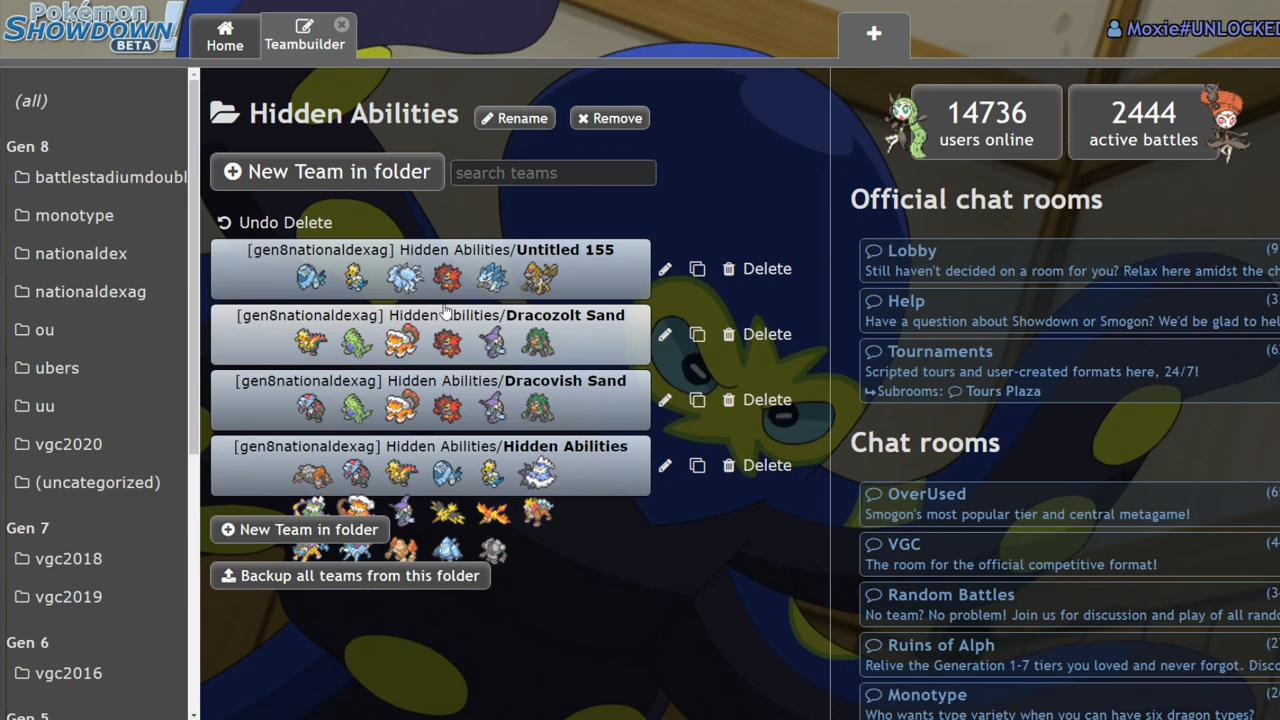 Pokémon
SHOWDOWN!
BETA
Home
Teambuilder
+
Moxie#UNLOCKED
(all)
Gen 8
battlestadiumdoubl
monotype
nationaldex
nationaldexag
ou
ubers
uu
vgc2020
(uncategorized)
Gen 7
vgc2018
vgc2019
Gen 6
vgc2016
Gen 5
Hidden Abilities
Rename
Remove
New Team in folder
search teams
Undo Delete
[gen8nationaldexag] Hidden Abilities/Untitled 155
Delete
[gen8nationaldexag] Hidden Abilities/Dracozolt Sand
Delete
[gen8nationaldexag] Hidden Abilities/Dracovish Sand
Delete
[gen8nationaldexag] Hidden Abilities/Hidden Abilities
Delete
New Team in folder
Backup all teams from this folder
14736
users online
2444
active battles
Official chat rooms
Lobby
Still haven't decided on a room for you? Relax here amidst the ch
Help
Have a question about Showdown or Smogon? We'd be glad to hel
Tournaments
Scripted tours and user-created formats here, 24/7!
Subrooms: Tours Plaza
Chat rooms
OverUsed
Smogon's most popular tier and central metagame!
VGC
The room for the official competitive format!
Random Battles
No team? No problem! Join us for discussion and play of all rand
Ruins of Alph
Relive the Generation 1-7 tiers you loved and never forgot. Disc
Monotype
Who wants type variety when you can have six dragon types?